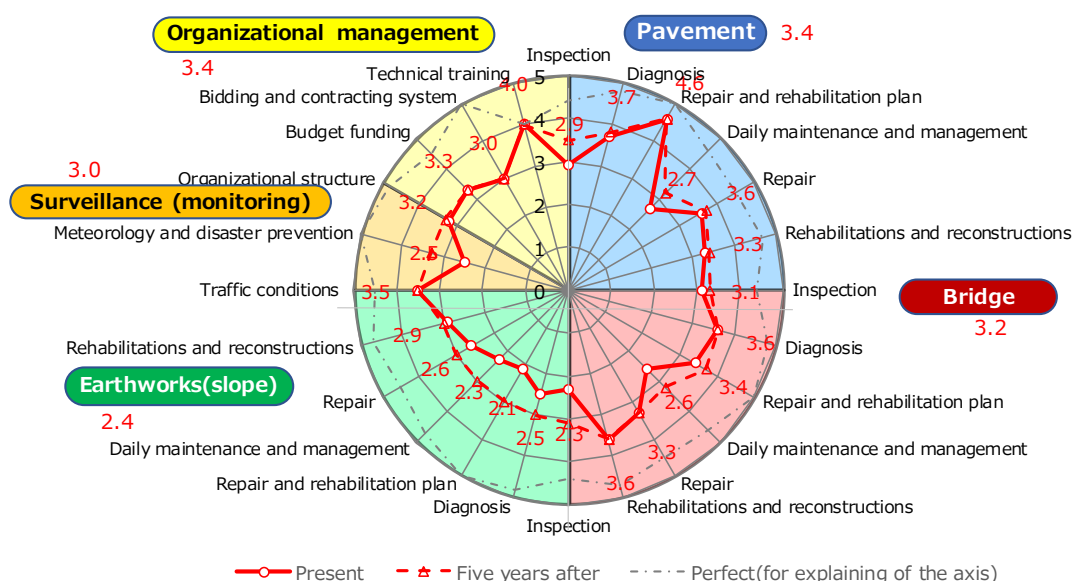 Organizational management
3.4
Pavement
3.4
Inspection
Technical training
Diagnosis
Bidding and contracting system
Repair and rehabilitation plan
Budget funding
Daily maintenance and management
Organizational structure
Repair
3.0
Surveillance (monitoring)
Meteorology and disaster prevention
Rehabilitations and reconstructions
Traffic conditions
Inspection
Bridge
3.2
Rehabilitations and reconstructions
Diagnosis
Earthworks(slope)
2.4
Repair
Repair and rehabilitation plan
Daily maintenance and management
Daily maintenance and management
Repair and rehabilitation plan
Repair
Diagnosis
Rehabilitations and reconstructions
Inspection
5
4
3
2
1
0
2.9
3.7
4.6
2.7
3.6
3.3
3.1
3.6
3.4
2.6
3.3
3.6
2.3
2.5
2.1
2.3
2.6
2.9
3.5
2.5
3.2
3.3
3.0
4.0
Present
Five years after
Perfect(for explaining of the axis)